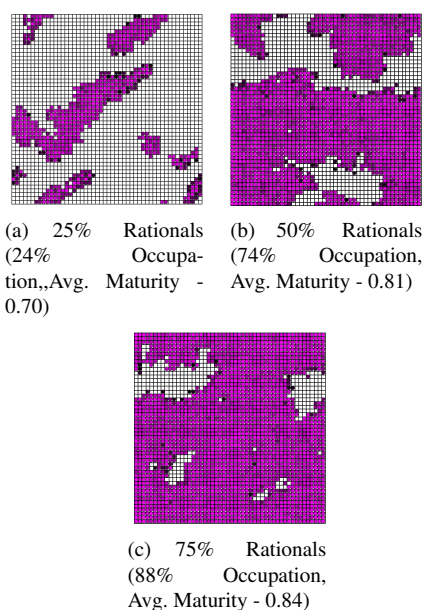 (a) 25% Rationals
(24% Occupa-
tion,,Avg. Maturity -
0.70)
(b) 50% Rationals
(74% Occupation,
Avg. Maturity - 0.81)
(c) 75% Rationals
(88% Occupation,
Avg. Maturity - 0.84)